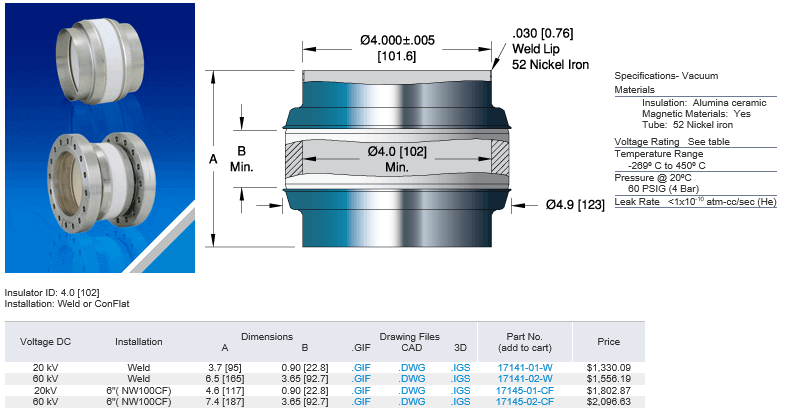 Ø4.000±.005
[101.6]
.030 [0.76]
Weld Lip
52 Nickel Iron
A
B
Min.
Ø4.0 [102]
Min.
Ø4.9 [123]
Specifications- Vacuum
Materials
Insulation: Alumina ceramic
Magnetic Materials: Yes
Tube: 52 Nickel iron
Voltage Rating See table
Temperature Range
-269º C to 450º C
Pressure @ 20ºC
60 PSIG (4 Bar)
Leak Rate <1x10⁻¹⁰ atm-cc/sec (He)
Insulator ID: 4.0 [102]
Installation: Weld or ConFlat
Voltage DC Installation Dimensions Drawing Files Part No. Price
A B .GIF CAD 3D (add to cart)
20 kV Weld 3.7 [95] 0.90 [22.8] .GIF .DWG .IGS 17141-01-W $1,330.09
60 kV Weld 6.5 [165] 3.65 [92.7] .GIF .DWG .IGS 17141-02-W $1,556.19
20kV 6"( NW100CF) 4.6 [117] 0.90 [22.8] .GIF .DWG .IGS 17145-01-CF $1,802.87
60 kV 6"( NW100CF) 7.4 [187] 3.65 [92.7] .GIF .DWG .IGS 17145-02-CF $2,096.63